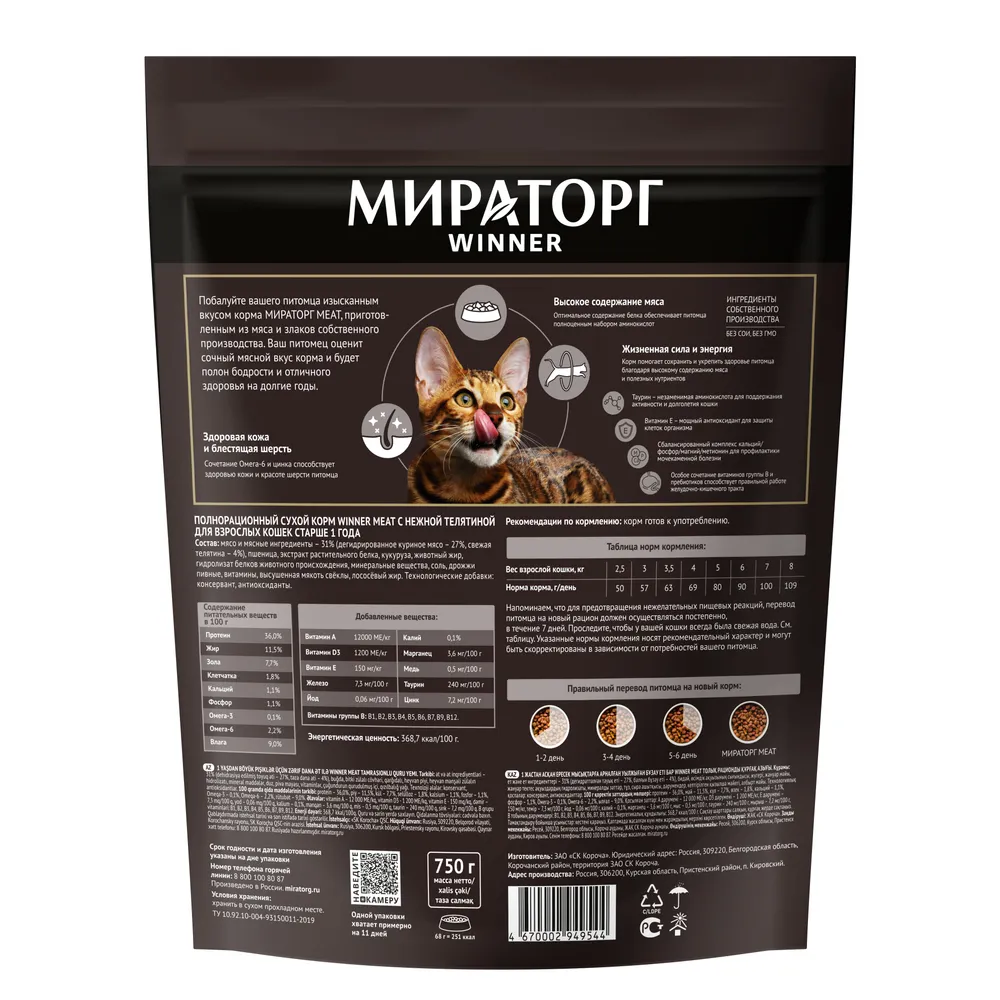 МИРАТОРГ
WINNER
Побалуйте вашего питомца изысканным
вкусом корма МИРАТОРГ MEAT, приготов-
ленным из мяса и злаков собственного
производства. Ваш питомец оценит
сочный мясной вкус корма и будет
полон бодрости и отличного
здоровья на долгие годы.
Здоровая кожа
и блестящая шерсть
Сочетание Омега-6 и цинка способствует
здоровью кожи и красоте шерсти питомца
Высокое содержание мяса
Оптимальное содержание белка обеспечивает питомца
полноценным набором аминокислот
ИНГРЕДИЕНТЫ
СОБСТВЕННОГО
ПРОИЗВОДСТВА
БЕЗ СОИ, БЕЗ ГМО
Жизненная сила и энергия
Корм помогает сохранить и укрепить здоровье питомца
благодаря высокому содержанию мяса
и полезных нутриентов
Таурин – незаменимая аминокислота для поддержания
активности и долголетия кошки
Витамин Е – мощный антиоксидант для защиты
клеток организма
Сбалансированный комплекс кальций/
фосфор/магний/метионин для профилактики
мочекаменной болезни
Особое сочетание витаминов группы В и
пребиотиков способствует правильной работе
желудочно-кишечного тракта
ПОЛНОРАЦИОННЫЙ СУХОЙ КОРМ WINNER MEAT С НЕЖНОЙ ТЕЛЯТИНОЙ
ДЛЯ ВЗРОСЛЫХ КОШЕК СТАРШЕ 1 ГОДА
Состав: мясо и мясные ингредиенты – 31% (дегидрированное куриное мясо – 27%, свежая
телятина – 4%), пшеница, экстракт растительного белка, кукуруза, животный жир,
гидролизат белков животного происхождения, минеральные вещества, соль, дрожжи
пивные, витамины, высушенная мякоть свёклы, лососёвый жир. Технологические добавки:
консервант, антиоксиданты.
Содержание
питательных веществ
в 100 г
Протеин 36,0%
Жир 11,5%
Зола 7,7%
Клетчатка 1,8%
Кальций 1,1%
Фосфор 1,1%
Омега-3 0,1%
Омега-6 2,2%
Влага 9,0%
Добавленные вещества:
Витамин А 12000 МЕ/кг Калий 0,1%
Витамин D3 1200 МЕ/кг Марганец 3,6 мг/100 г
Витамин Е 150 мг/кг Медь 0,5 мг/100 г
Железо 7,3 мг/100 г Таурин 240 мг/100 г
Йод 0,06 мг/100 г Цинк 7,2 мг/100 г
Витамины группы В: В1, В2, В3, В4, В5, В6, В7, В9, В12.
Энергетическая ценность: 368,7 ккал/100 г.
Рекомендации по кормлению: корм готов к употреблению.
Таблица норм кормления:
Вес взрослой кошки, кг 2,5 3 3,5 4 5 6 7 8
Норма корма, г/день 50 57 63 69 80 90 100 109
Напоминаем, что для предотвращения нежелательных пищевых реакций, перевод
питомца на новый рацион должен осуществляться постепенно,
в течение 7 дней. Проследите, чтобы у вашей кошки всегда была свежая вода. См.
таблицу. Указанные нормы кормления носят рекомендательный характер и могут
быть скорректированы в зависимости от потребностей вашего питомца.
Правильный перевод питомца на новый корм:
1-2 день
3-4 день
5-6 день
МИРАТОРГ MEAT
Срок годности и дата изготовления
указаны на дне упаковки
Номер телефона горячей
линии: 8 800 100 80 87
Произведено в России. miratorg.ru
Условия хранения:
хранить в сухом прохладном месте.
ТУ 10.92.10-004-93150011-2019
НАВЕДИТЕ
КАМЕРУ
Одной упаковки
хватает примерно
на 11 дней
750 г
масса нетто/
xalis çəki/
таза салмақ
68 г = 251 ккал
Изготовитель: ЗАО «СК Короча». Юридический адрес: Россия, 309220, Белгородская область,
Корочанский район, территория ЗАО СК Короча.
Адрес производства: Россия, 306200, Курская область, Пристенский район, п. Кировский.
4 670002 949544
C/LDPE